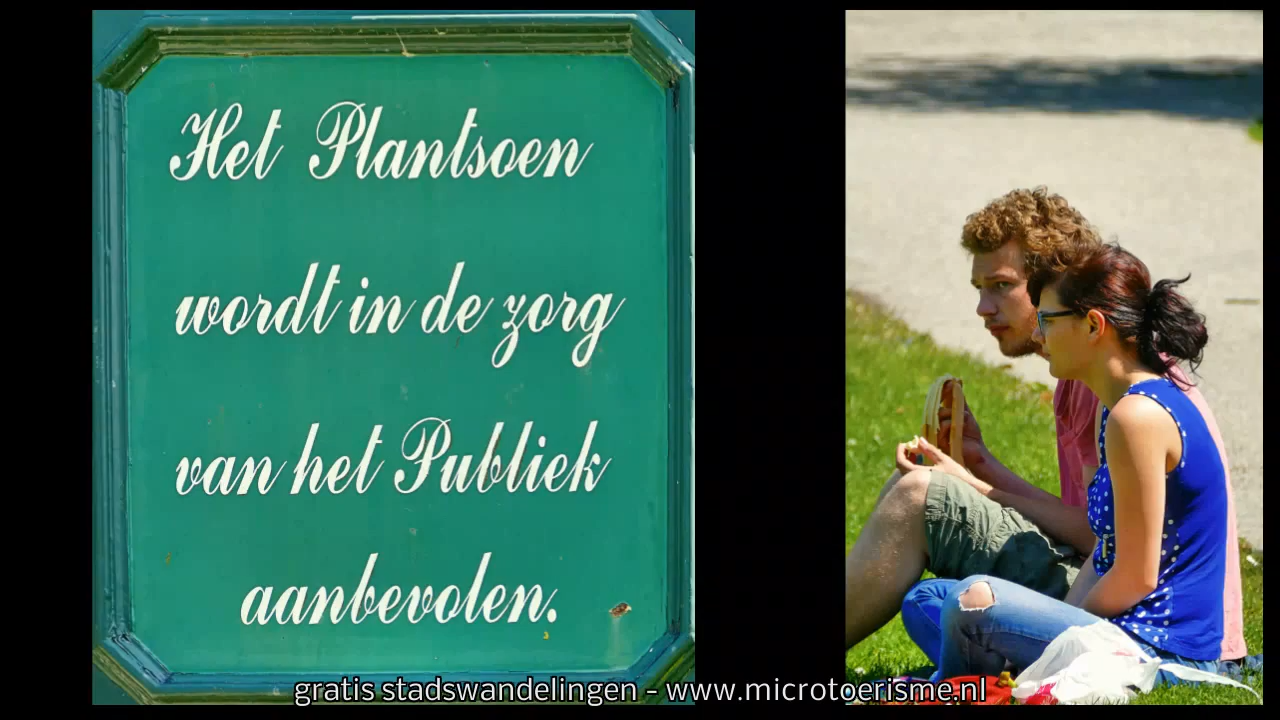 Het Plantsoen
wordt in de zorg
van het Publiek
aanbevolen.
gratis stadswandelingen - www.microtoerisme.nl